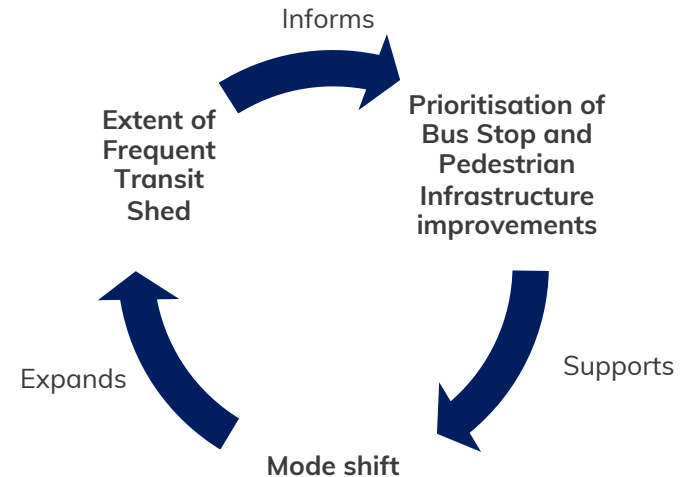 Informs
Extent of
Frequent
Transit
Shed
Prioritisation of
Bus Stop and
Pedestrian
Infrastructure
improvements
Supports
Mode shift
Expands